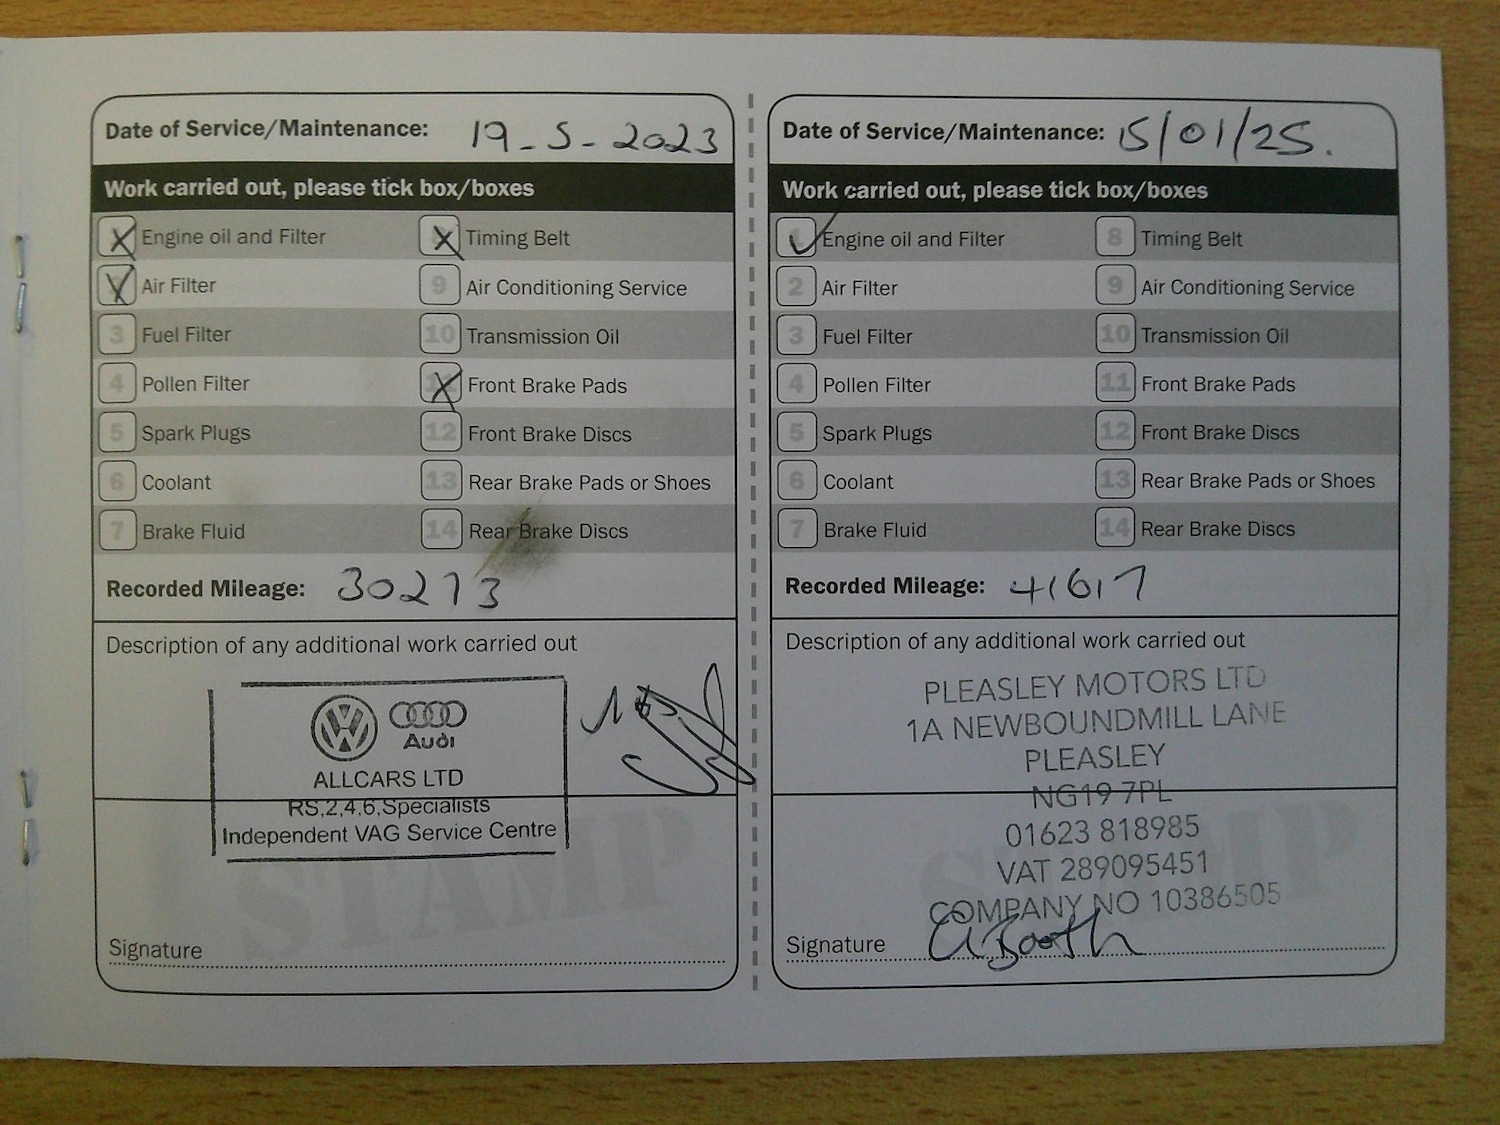 Date of Service/Maintenance: 19-5-2023
Work carried out, please tick box/boxes
Engine oil and Filter
Timing Belt
Air Filter
9 Air Conditioning Service
3 Fuel Filter
10 Transmission Oil
4 Pollen Filter
Front Brake Pads
5 Spark Plugs
12 Front Brake Discs
6 Coolant
13 Rear Brake Pads or Shoes
7 Brake Fluid
14 Rear Brake Discs
Recorded Mileage: 30273
Description of any additional work carried out
Audi
ALLCARS LTD
RS,2,4,6,Specialists
Independent VAG Service Centre
STAMP
Signature
Date of Service/Maintenance: 15/01/25.
Work carried out, please tick box/boxes
1 Engine oil and Filter
8 Timing Belt
2 Air Filter
9 Air Conditioning Service
3 Fuel Filter
10 Transmission Oil
4 Pollen Filter
11 Front Brake Pads
5 Spark Plugs
12 Front Brake Discs
6 Coolant
13 Rear Brake Pads or Shoes
7 Brake Fluid
14 Rear Brake Discs
Recorded Mileage: 41617
Description of any additional work carried out
PLEASLEY MOTORS LTD
1A NEWBOUNDMILL LANE
PLEASLEY
NG19 7PL
01623 818985
VAT 289095451
COMPANY NO 10386505
STAMP
Signature A Booth